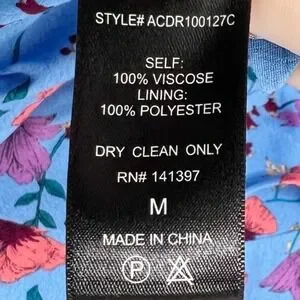 STYLE# ACDR100127C
SELF:
100% VISCOSE
LINING:
100% POLYESTER
DRY CLEAN ONLY
RN# 141397
M
MADE IN CHINA
P